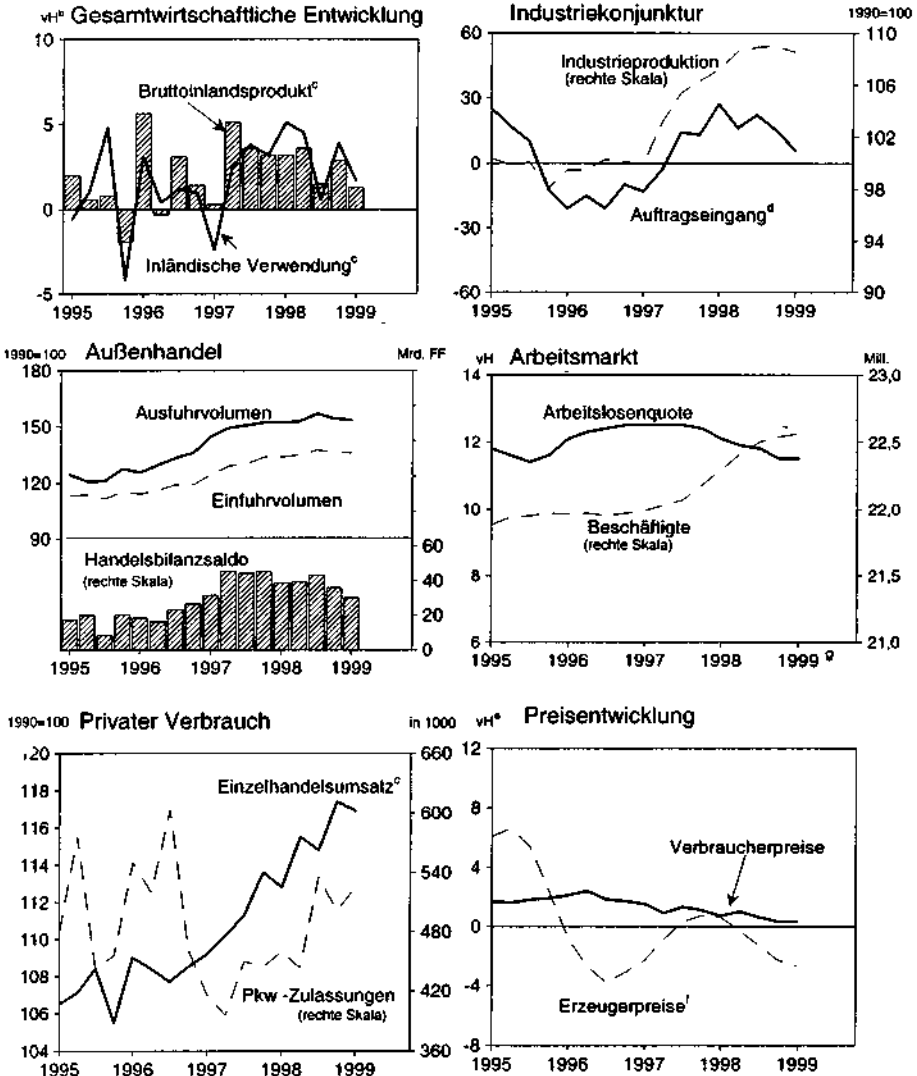 vH^b Gesamtwirtschaftliche Entwicklung
10
5
0
-5
Bruttoinlandsprodukt^c
Inländische Verwendung^c
1995 1996 1997 1998 1999
Industriekonjunktur
1990=100
60
30
0
-30
-60
110
106
102
98
94
90
Industrieproduktion
(rechte Skala)
Auftragseingang^d
1995 1996 1997 1998 1999
1990=100 Außenhandel Mrd. FF
180
150
120
90
Ausfuhrvolumen
Einfuhrvolumen
Handelsbilanzsaldo
(rechte Skala)
60
40
20
0
1995 1996 1997 1998 1999
vH Arbeitsmarkt Mill.
14
12
10
8
6
23,0
22,5
22,0
21,5
21,0
Arbeitslosenquote
Beschäftigte
(rechte Skala)
1995 1996 1997 1998 1999
1990=100 Privater Verbrauch in 1000
120
118
116
114
112
110
108
106
104
660
600
540
480
420
360
Einzelhandelsumsatz^c
Pkw -Zulassungen
(rechte Skala)
1995 1996 1997 1998 1999
vH^e Preisentwicklung
12
8
4
0
-4
-8
Verbraucherpreise
Erzeugerpreise^f
1995 1996 1997 1998 1999